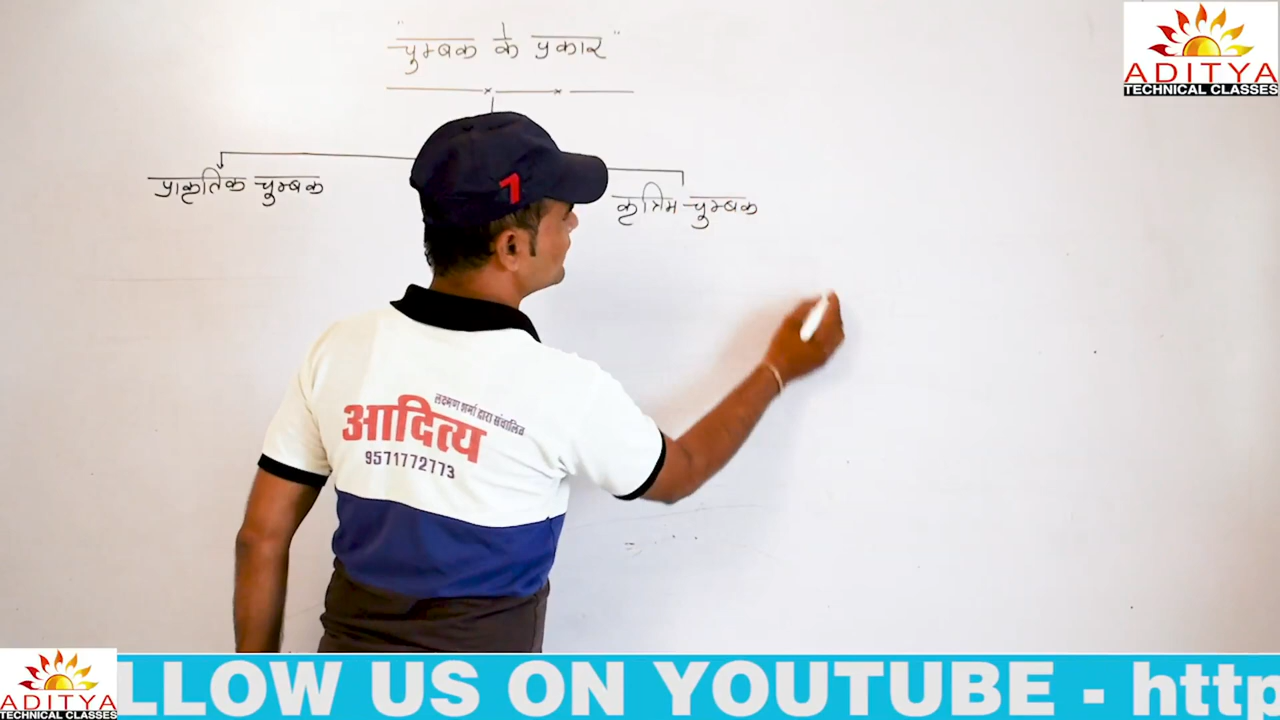 "चुम्बक के प्रकार"
प्राकृतिक चुम्बक
कृत्रिम चुम्बक
ADITYA
TECHNICAL CLASSES
लक्ष्मण शर्मा द्वारा संचालित
आदित्य
9571772773
7
ADITYA
TECHNICAL CLASSES
LLOW US ON YOUTUBE - http